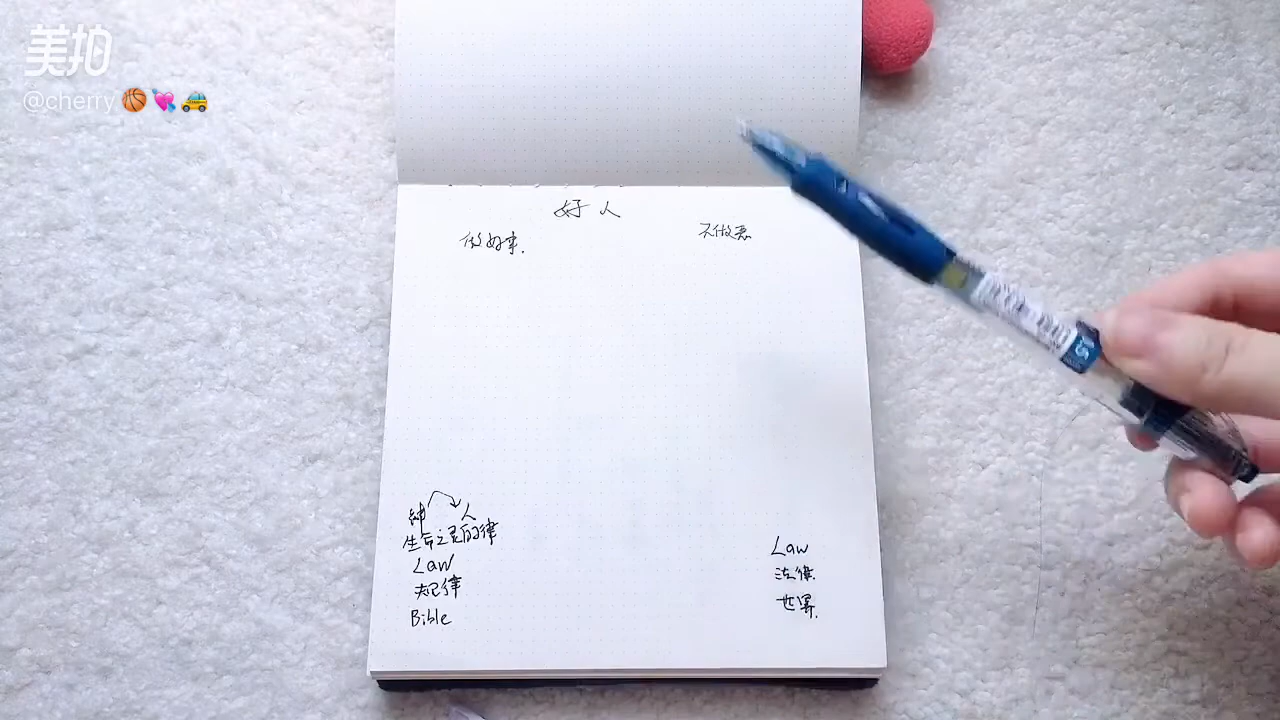 美拍
@cherry🏀💘🚖
好人
做好事.
不做恶
神 人
生命之灵的律
Law
规律
Bible
Law
法律.
世界.